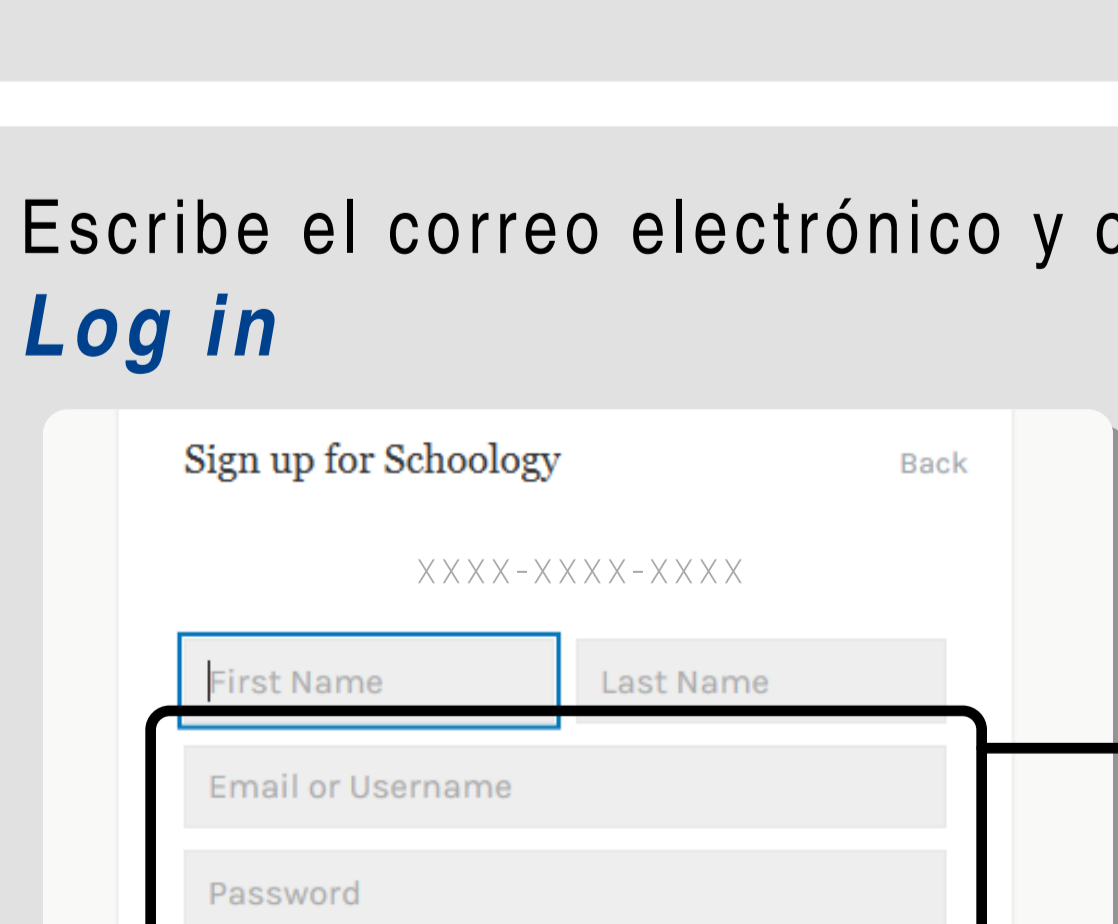 Escribe el correo electrónico y
Log in
Sign up for Schoology Back
XXXX-XXXX-XXXX
First Name Last Name
Email or Username
Password